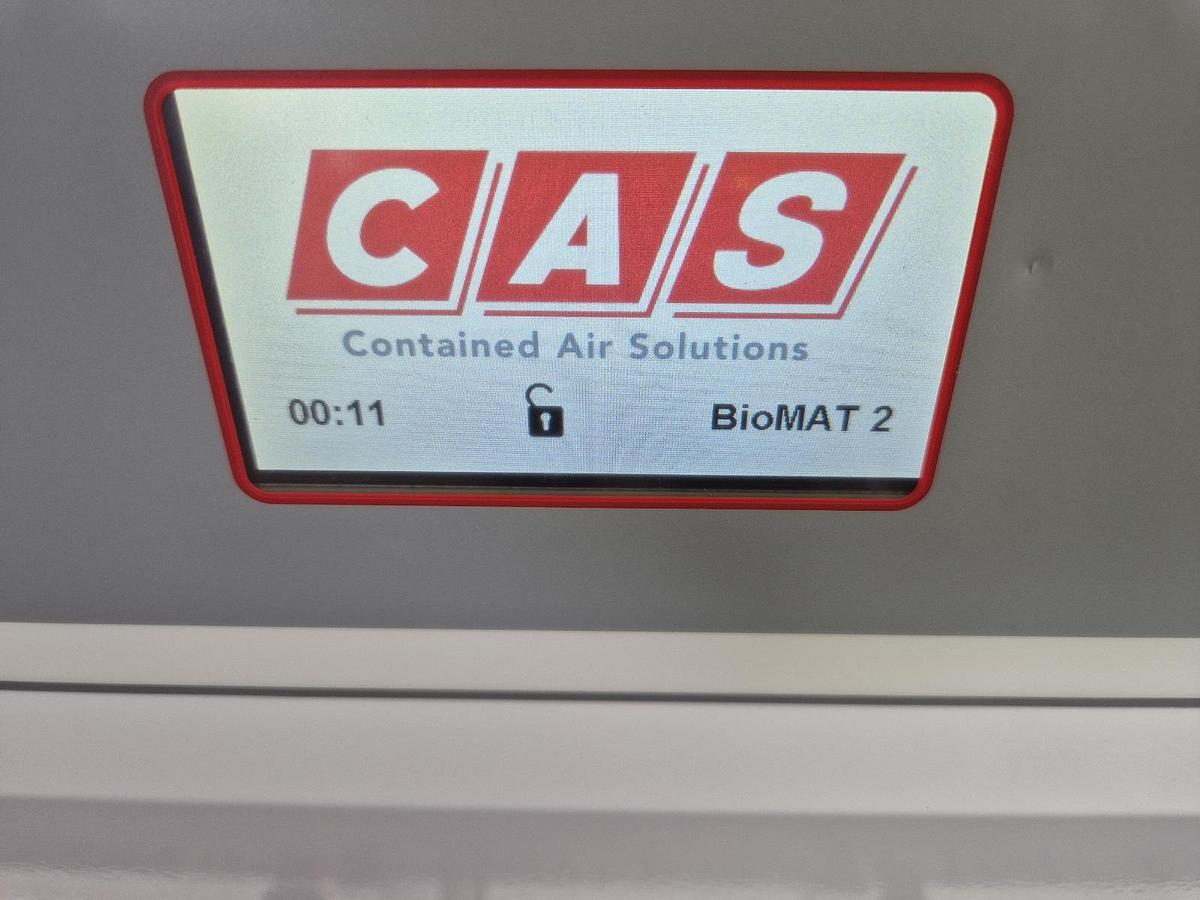 CAS
Contained Air Solutions
00:11 BioMAT 2